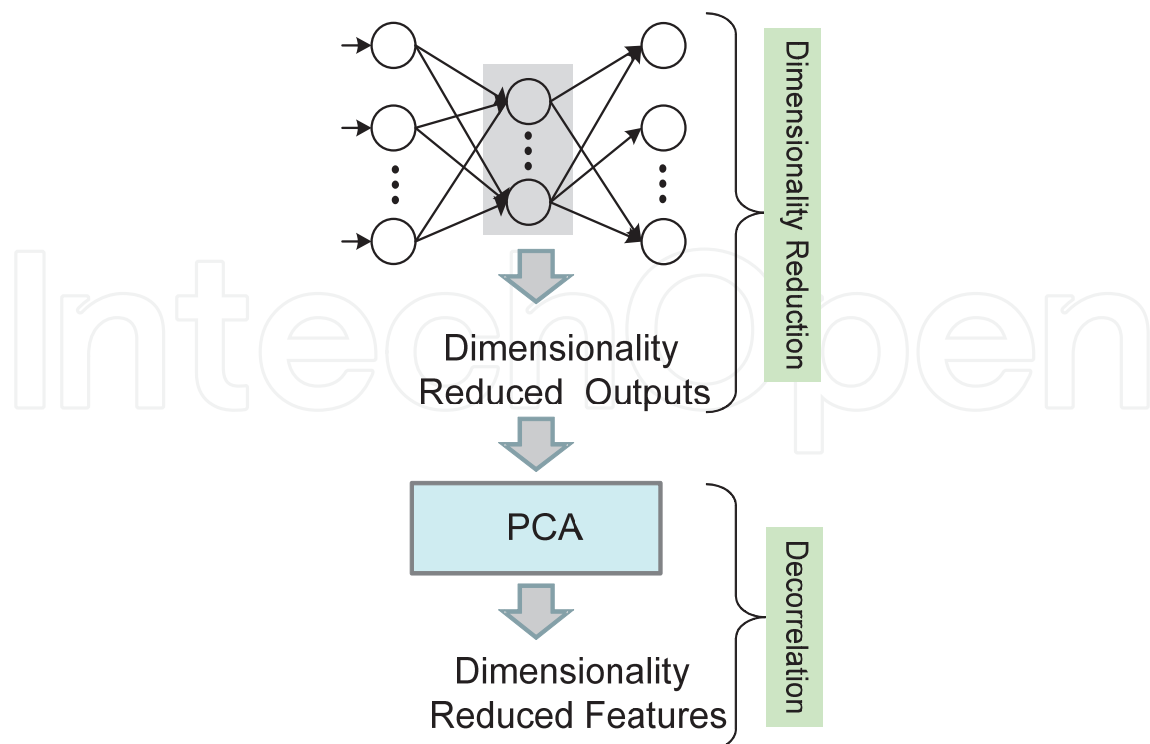 Dimensionality Reduction
IntechOpen
Dimensionality
Reduced Outputs
PCA
Decorrelation
Dimensionality
Reduced Features